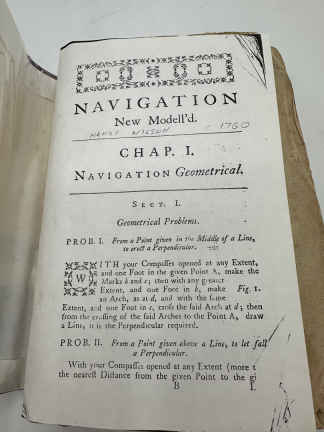 NAVIGATION
New Modell'd.
HENRY WILSON 1760
CHAP. I.
NAVIGATION Geometrical.
SECT. I.
Geometrical Problems.
PROB. I. From a Point given in the Middle of a Line,
to erect a Perpendicular.
WITH your Compasses opened at any Extent,
and one Foot in the given Point A, make the
Marks b and c; then with any greater
Extent, and one Foot in b, make Fig. 1.
an Arch, as at d, and with the same
Extent, and one Foot in c, cross the said Arch at d; then
from the crossing of the said Arches to the Point A, draw
a Line, it is the Perpendicular required.
PROB. II. From a Point given above a Line, to let fall
a Perpendicular.
With your Compasses opened at any Extent (more t
the nearest Distance from the given Point to the gi
B